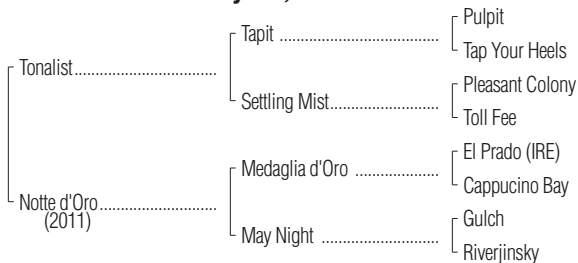 Pulpit
Tapit
Tap Your Heels
Tonalist
Pleasant Colony
Settling Mist
Toll Fee
El Prado (IRE)
Medaglia d'Oro
Cappucino Bay
Notte d'Oro
(2011)
Gulch
May Night
Riverjinsky